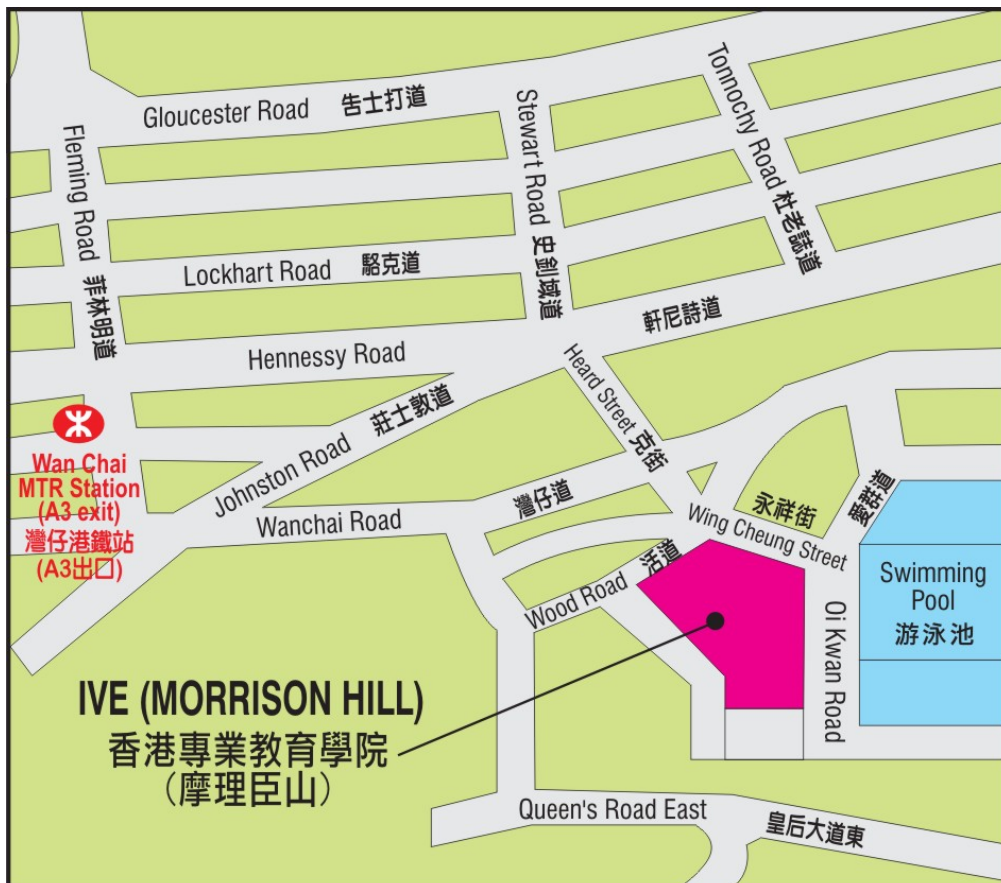 Gloucester Road 告士打道
Fleming Road 菲林明道
Stewart Road 史釗域道
Tonnochy Road 杜老誌道
Lockhart Road 駱克道
Hennessy Road
軒尼詩道
Heard Street 克街
Johnston Road 莊士敦道
Wan Chai
MTR Station
(A3 exit)
灣仔港鐵站
(A3出口)
Wanchai Road
灣仔道
永祥街
Wing Cheung Street
愛群道
Wood Road 活道
Oi Kwan Road
Swimming
Pool
游泳池
IVE (MORRISON HILL)
香港專業教育學院
(摩理臣山)
Queen's Road East
皇后大道東